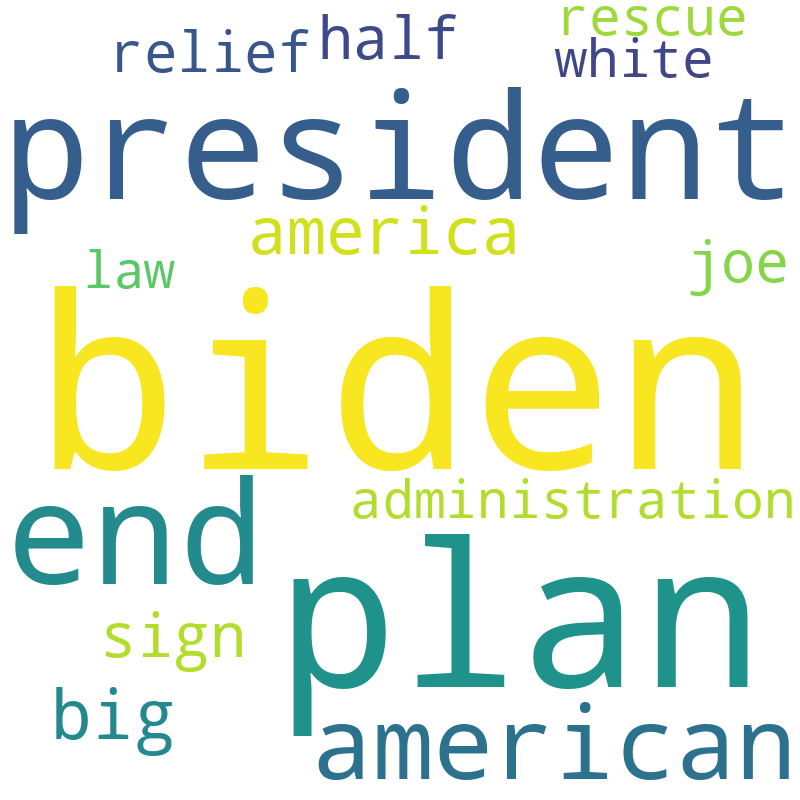 rescue
relief half
white
president
america
law joe
biden
end administration
plan
sign
big
american